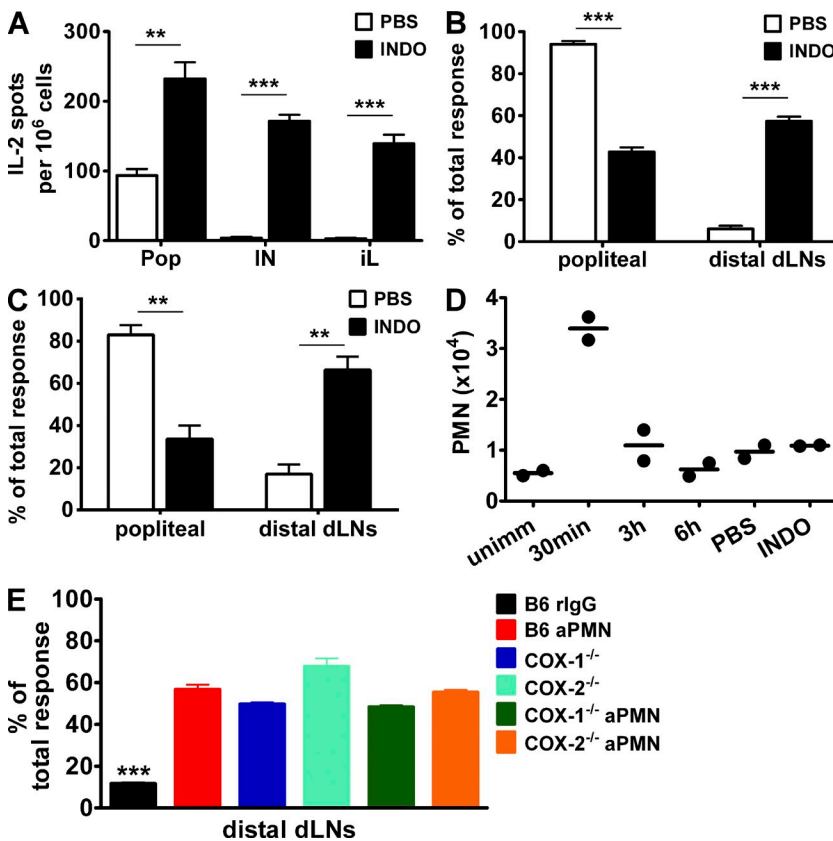 A
PBS
INDO
IL-2 spots
per 10⁶ cells
300
200
100
0
**
***
***
Pop
IN
iL
B
PBS
INDO
% of total response
100
80
60
40
20
0
***
***
popliteal
distal dLNs
C
PBS
INDO
% of total response
100
80
60
40
20
0
**
**
popliteal
distal dLNs
D
PMN (x10⁴)
4
3
2
1
0
unimm
30min
3h
6h
PBS
INDO
E
% of
total response
100
80
60
40
20
0
***
distal dLNs
B6 rIgG
B6 aPMN
COX-1⁻/⁻
COX-2⁻/⁻
COX-1⁻/⁻ aPMN
COX-2⁻/⁻ aPMN